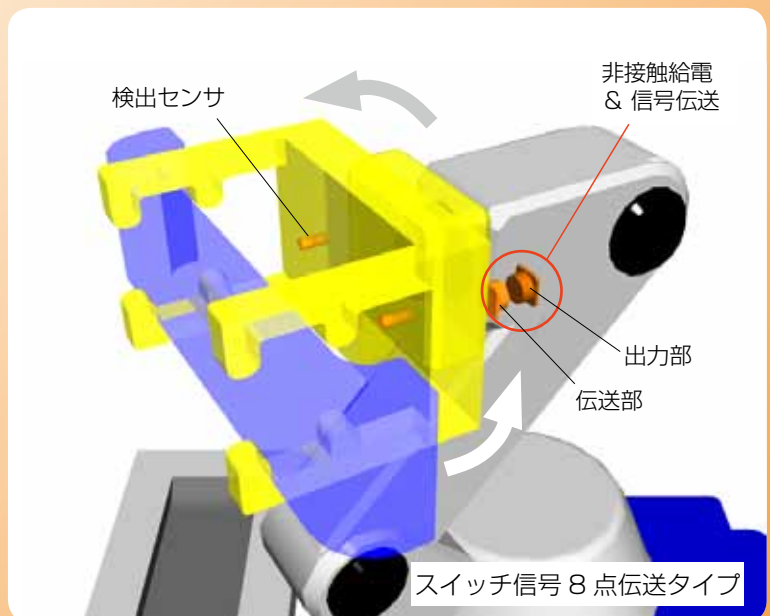 非接触給電
& 信号伝送
検出センサ
出力部
伝送部
スイッチ信号 8 点伝送タイプ